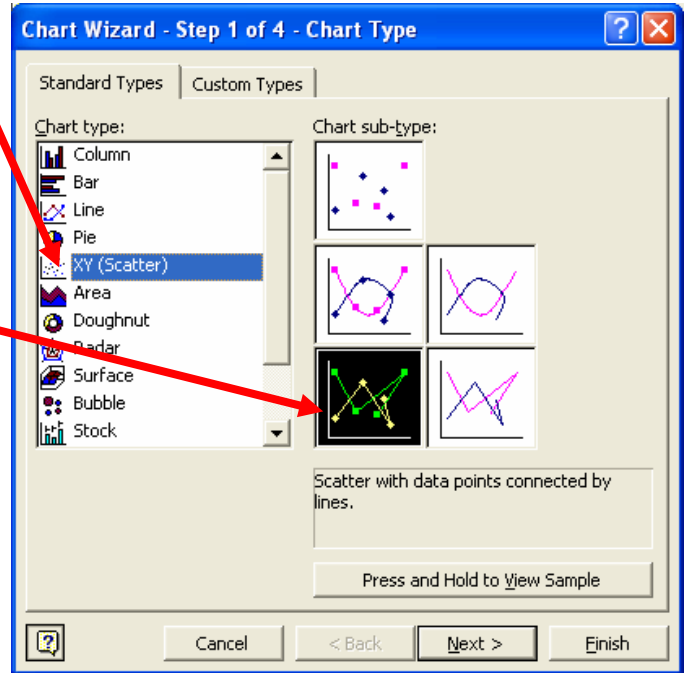 Chart Wizard - Step 1 of 4 - Chart Type
Standard Types
Custom Types
Chart type:
Column
Bar
Line
Pie
XY (Scatter)
Area
Doughnut
Radar
Surface
Bubble
Stock
Chart sub-type:
Scatter with data points connected by
lines.
Press and Hold to View Sample
Cancel
< Back
Next >
Finish